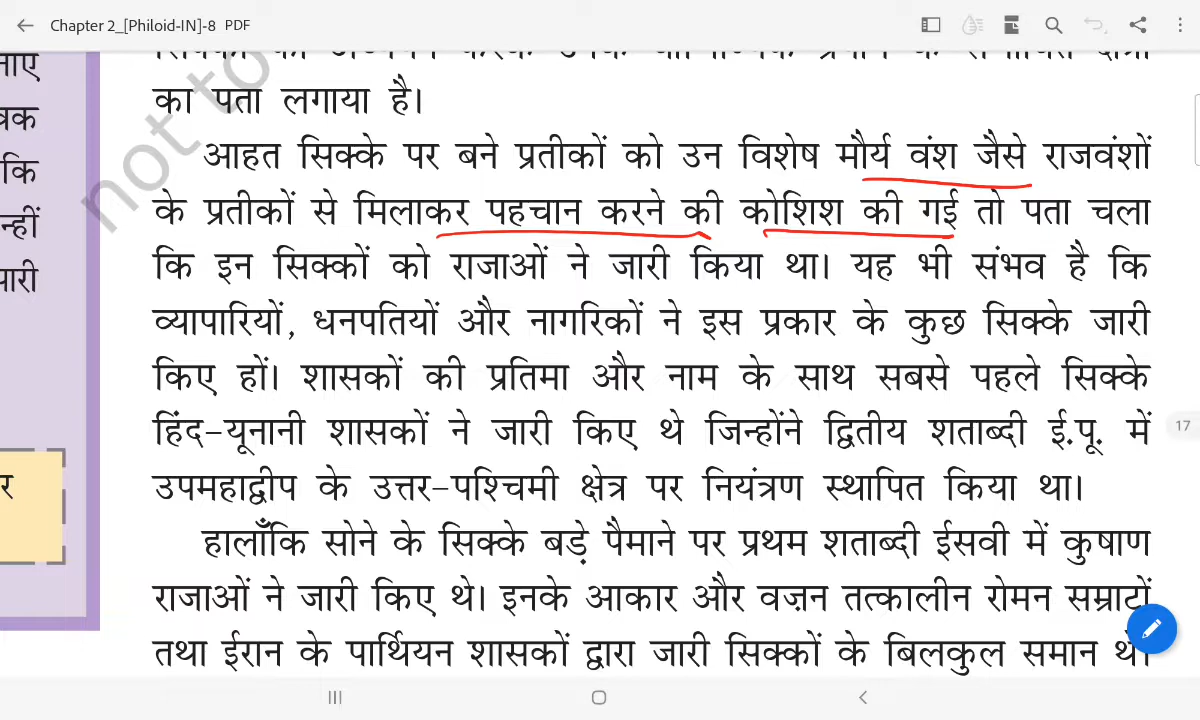 Chapter 2_[Philoid-IN]-8 PDF
का पता लगाया है।
आहत सिक्के पर बने प्रतीकों को उन विशेष मौर्य वंश जैसे राजवंशों
के प्रतीकों से मिलाकर पहचान करने की कोशिश की गई तो पता चला
कि इन सिक्कों को राजाओं ने जारी किया था। यह भी संभव है कि
व्यापारियों, धनपतियों और नागरिकों ने इस प्रकार के कुछ सिक्के जारी
किए हों। शासकों की प्रतिमा और नाम के साथ सबसे पहले सिक्के
हिंद-यूनानी शासकों ने जारी किए थे जिन्होंने द्वितीय शताब्दी ई.पू. में
उपमहाद्वीप के उत्तर-पश्चिमी क्षेत्र पर नियंत्रण स्थापित किया था।
हालाँकि सोने के सिक्के बड़े पैमाने पर प्रथम शताब्दी ईसवी में कुषाण
राजाओं ने जारी किए थे। इनके आकार और वज़न तत्कालीन रोमन सम्राटों
तथा ईरान के पार्थियन शासकों द्वारा जारी सिक्कों के बिलकुल समान थे।
not to
कि
न्हीं
र
17